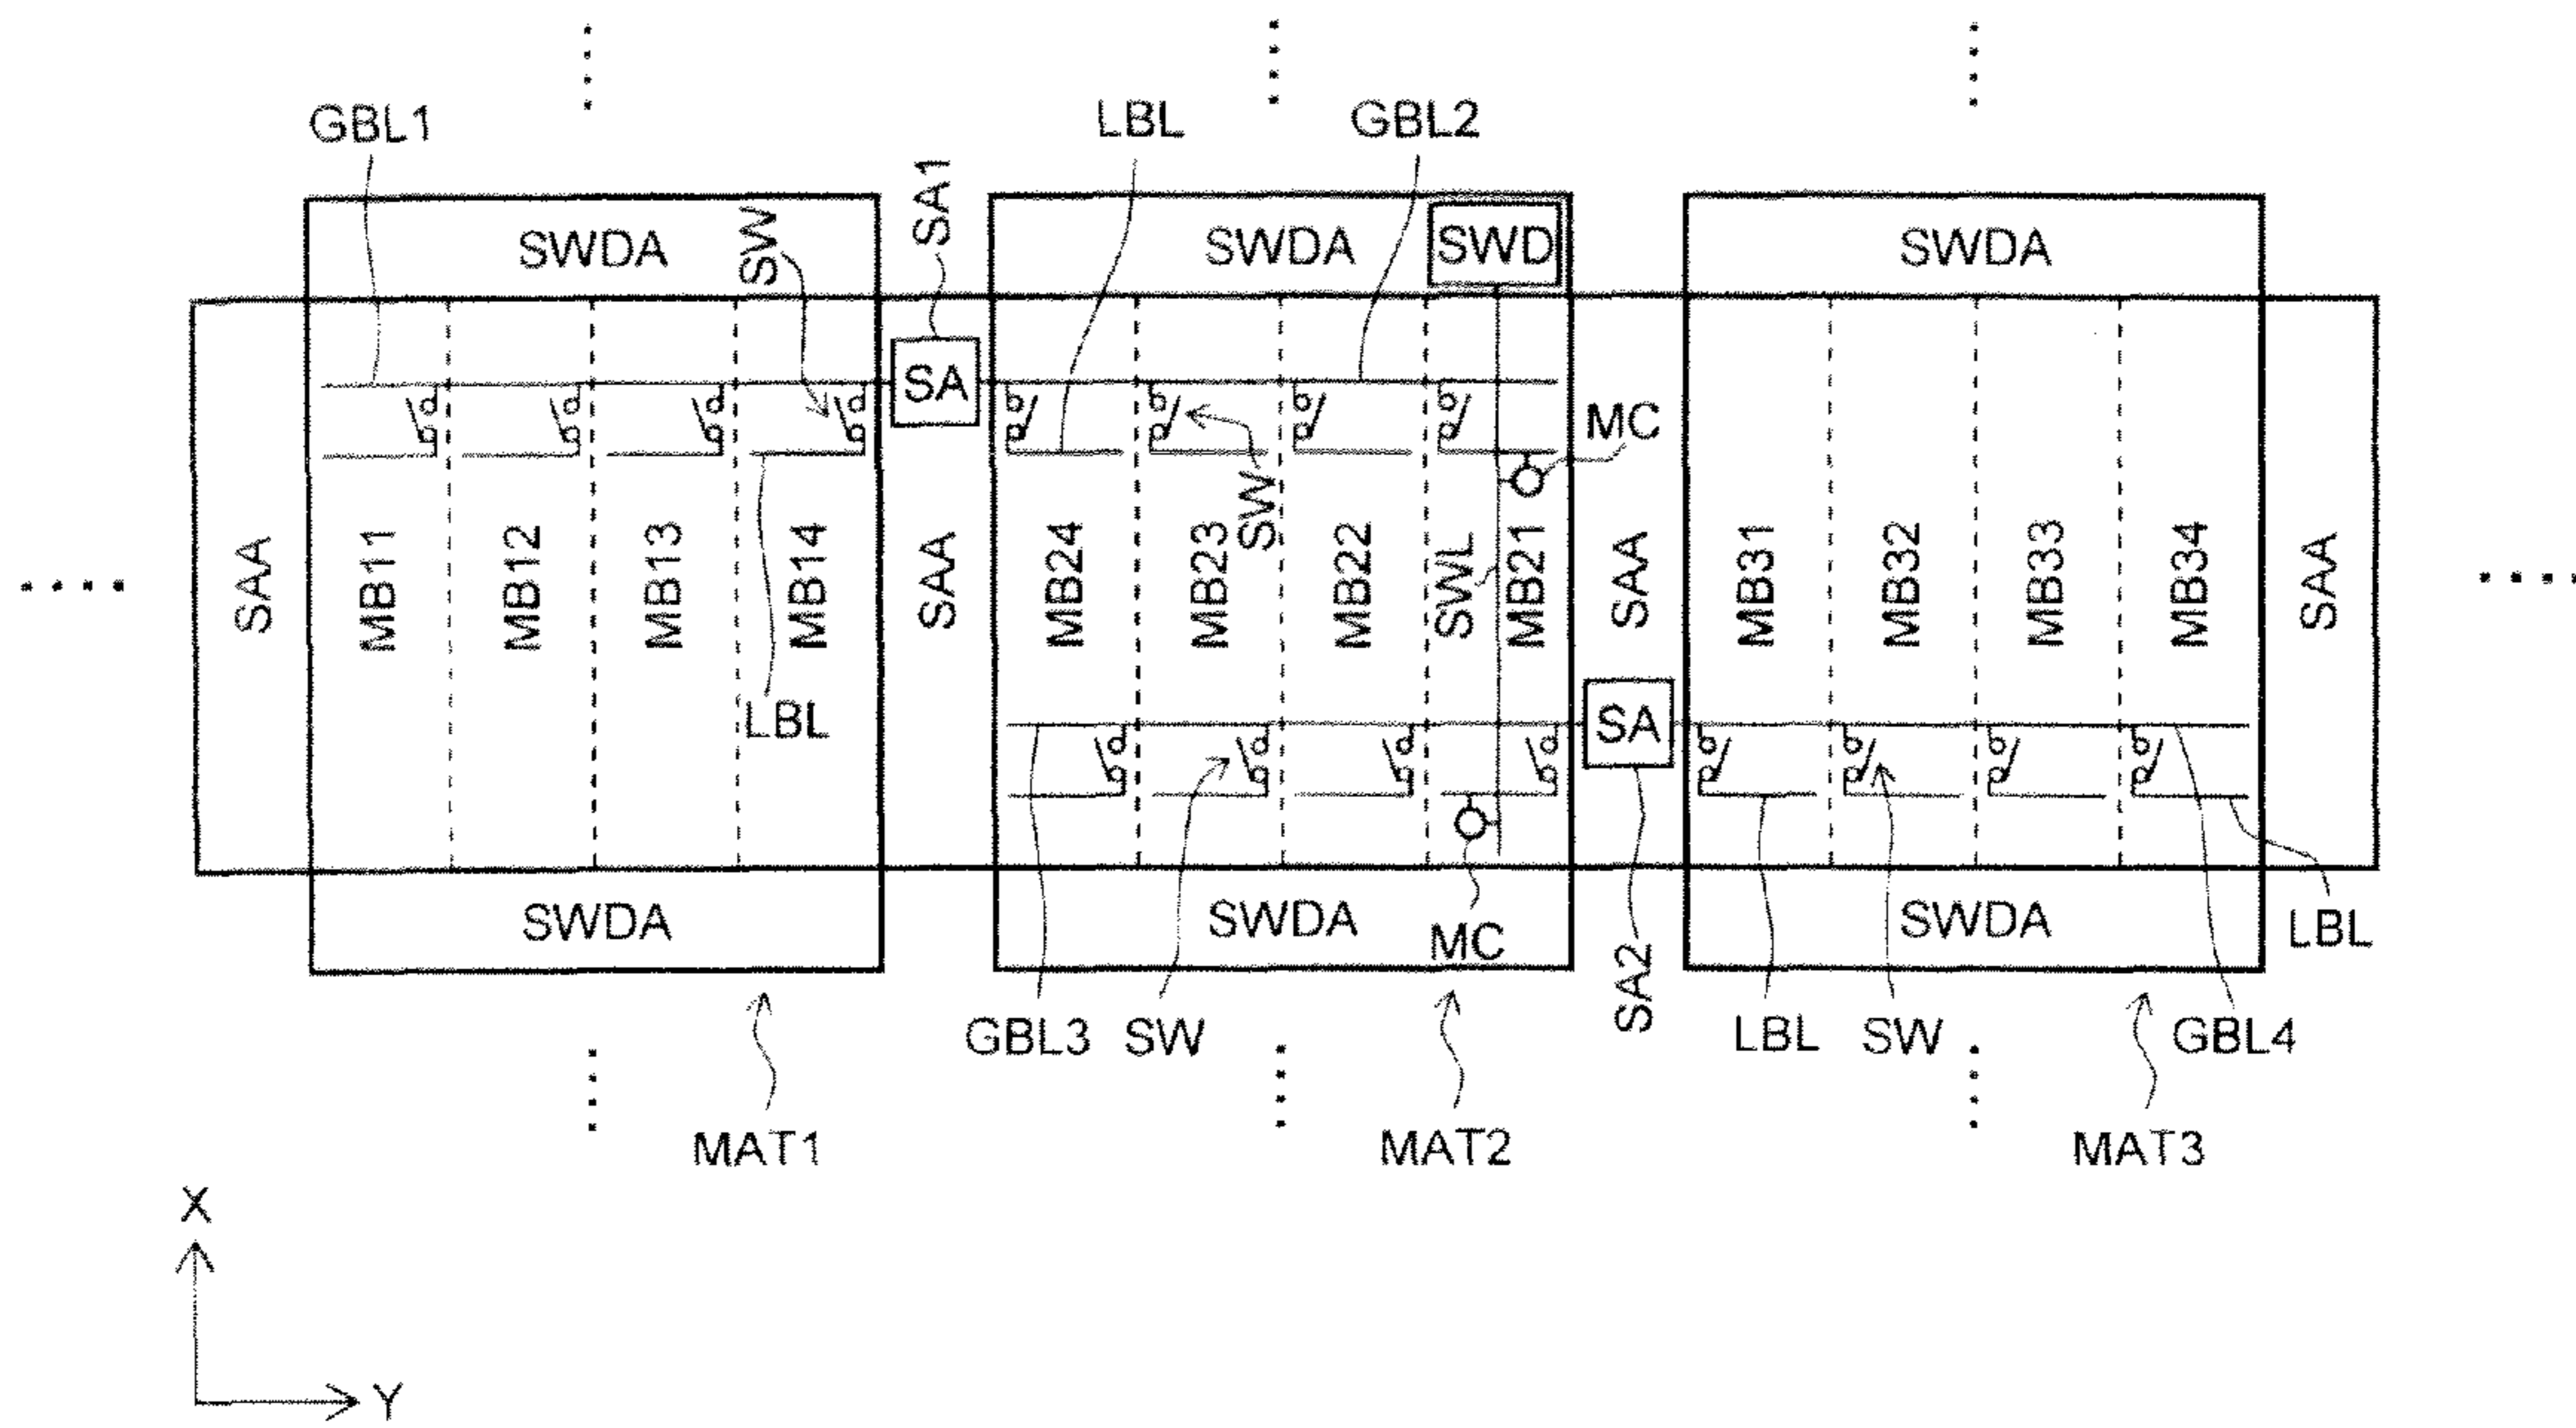 GBL1
LBL
GBL2
SA1
SWDA
SW
SWDA
SWD
SWDA
SA
MC
SW
SAA
MB11
MB12
MB13
MB14
SAA
MB24
MB23
MB22
SWL
MB21
SAA
MB31
MB32
MB33
MB34
SAA
LBL
SA
SWDA
SWDA
MC
SWDA
LBL
SA2
GBL3
SW
LBL
SW
GBL4
MAT1
MAT2
MAT3
X
Y